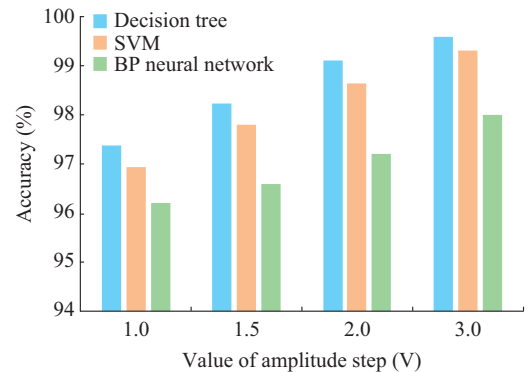 100
99
98
97
96
95
94
Accuracy (%)
Decision tree
SVM
BP neural network
1.0 1.5 2.0 3.0
Value of amplitude step (V)